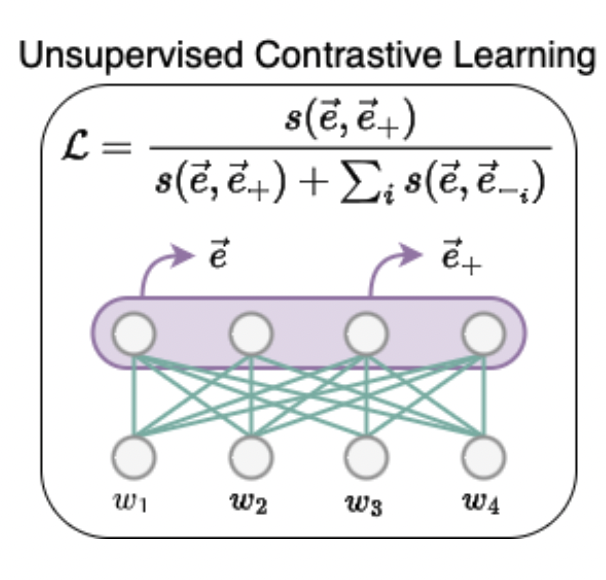 Unsupervised Contrastive Learning
ℒ = s(e⃗, e⃗₊) / s(e⃗, e⃗₊) + ∑ᵢ s(e⃗, e⃗₋ᵢ)
e⃗ e⃗₊
w₁ w₂ w₃ w₄